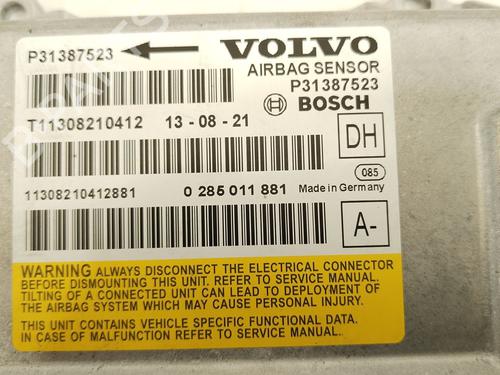 P31387523
VOLVO
AIRBAG SENSOR
P31387523
BOSCH
T11308210412 13-08-21
DH
085
11308210412881 0 285 011 881 Made in Germany
A-
WARNING ALWAYS DISCONNECT THE ELECTRICAL CONNECTOR
BEFORE DISMOUNTING THIS UNIT. REFER TO SERVICE MANUAL.
TILTING OF A CONNECTED UNIT CAN LEAD TO DEPLOYMENT OF
THE AIRBAG SYSTEM WHICH MAY CAUSE PERSONAL INJURY.
THIS UNIT CONTAINS VEHICLE SPECIFIC FUNCTIONAL DATA.
IN CASE OF MALFUNCTION REFER TO SERVICE MANUAL.